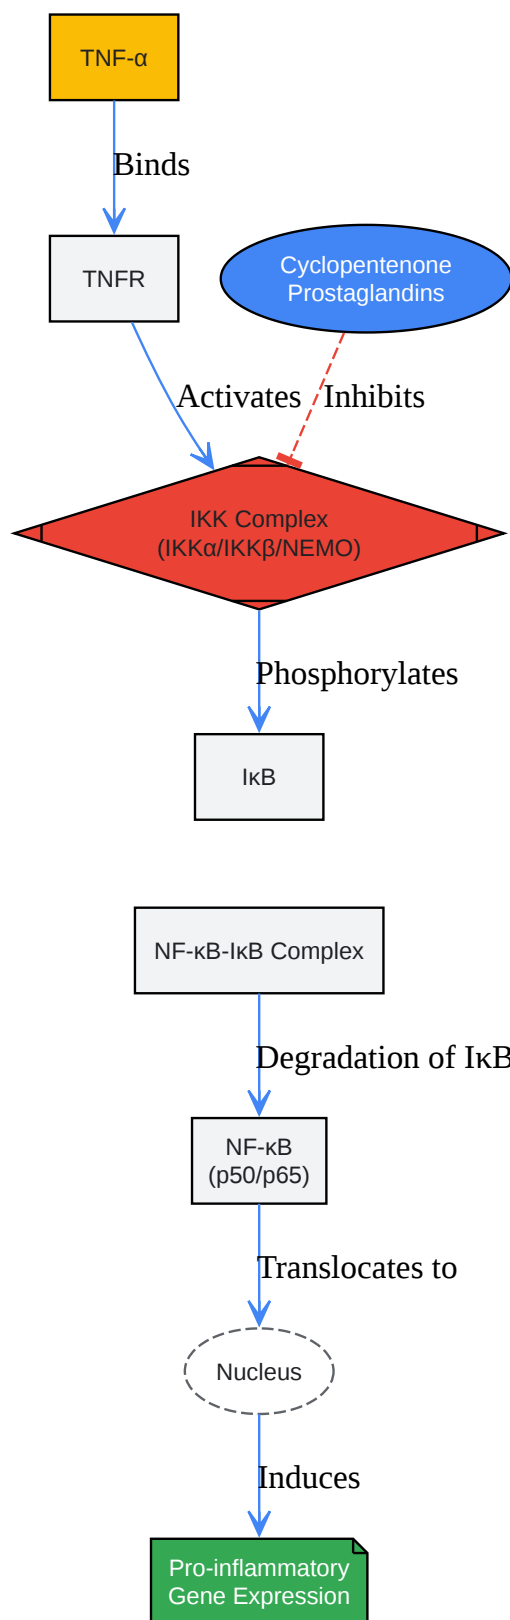 TNF-α
Binds
TNFR
Cyclopentenone
Prostaglandins
Activates
Inhibits
IKK Complex
(IKKα/IKKβ/NEMO)
Phosphorylates
IκB
NF-κB-IκB Complex
Degradation of IκB
NF-κB
(p50/p65)
Translocates to
Nucleus
Induces
Pro-inflammatory
Gene Expression